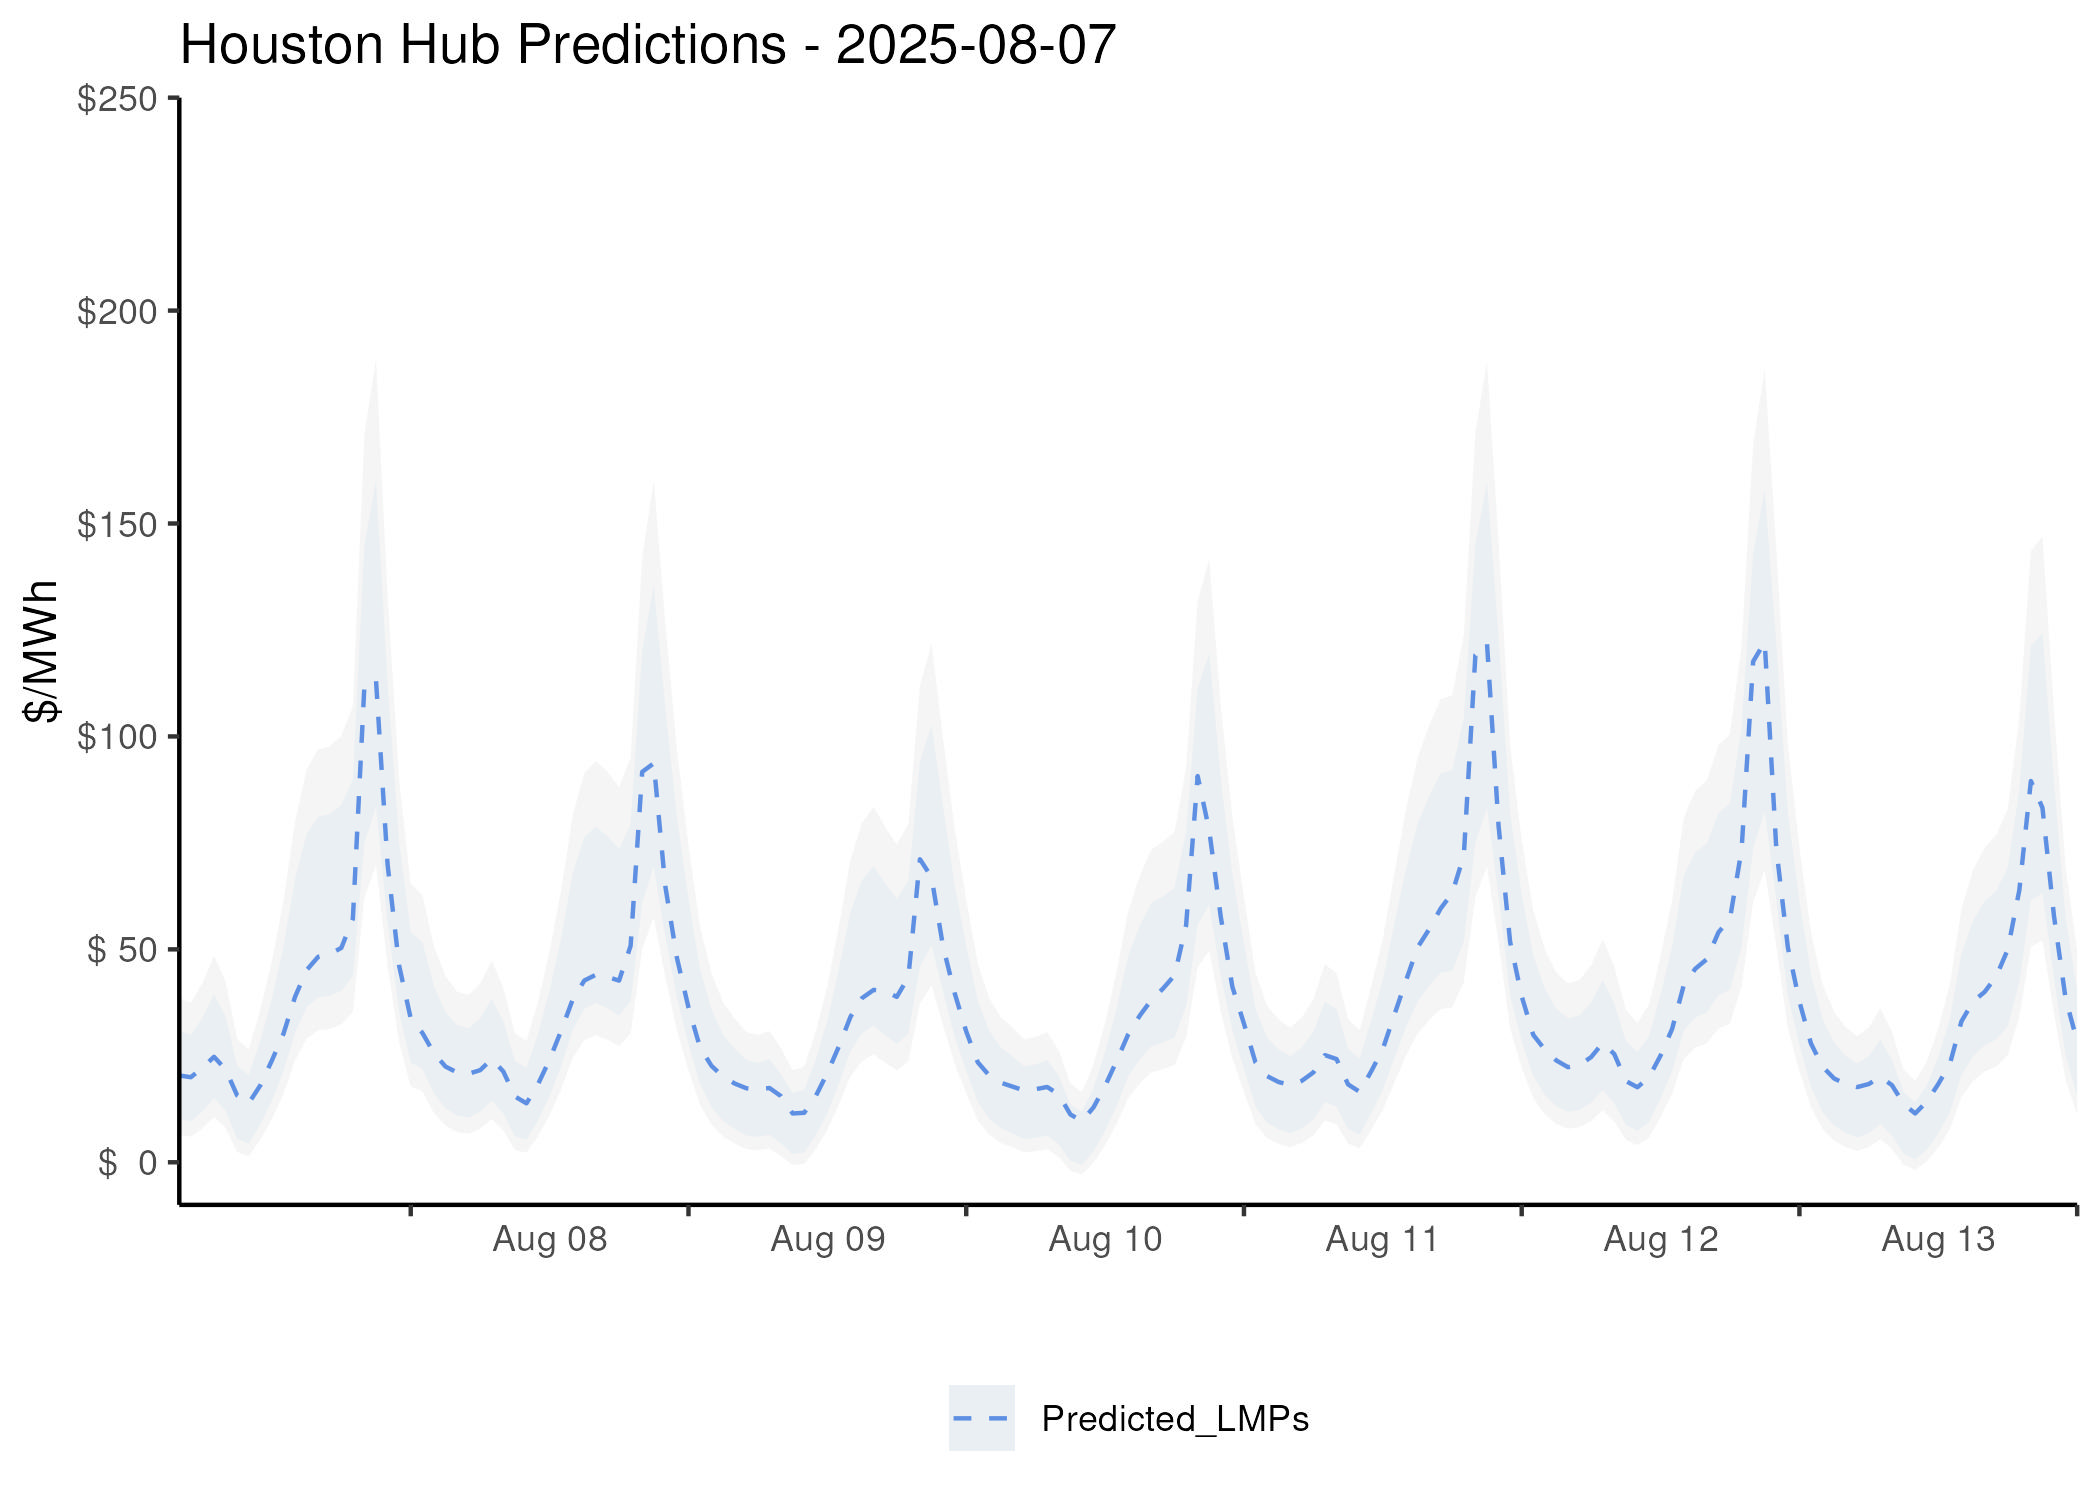 Houston Hub Predictions - 2025-08-07
$250
$200
$150
$100
$ 50
$  0
$/MWh
Aug 08 Aug 09 Aug 10 Aug 11 Aug 12 Aug 13
Predicted_LMPs